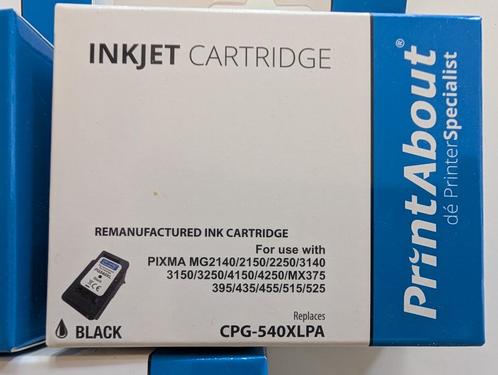 INKJET CARTRIDGE
REMANUFACTURED INK CARTRIDGE
For use with
PIXMA MG2140/2150/2250/3140
3150/3250/4150/4250/MX375
395/435/455/515/525
Replaces
CPG-540XLPA
BLACK
PrintAbout®
dé PrinterSpecialist